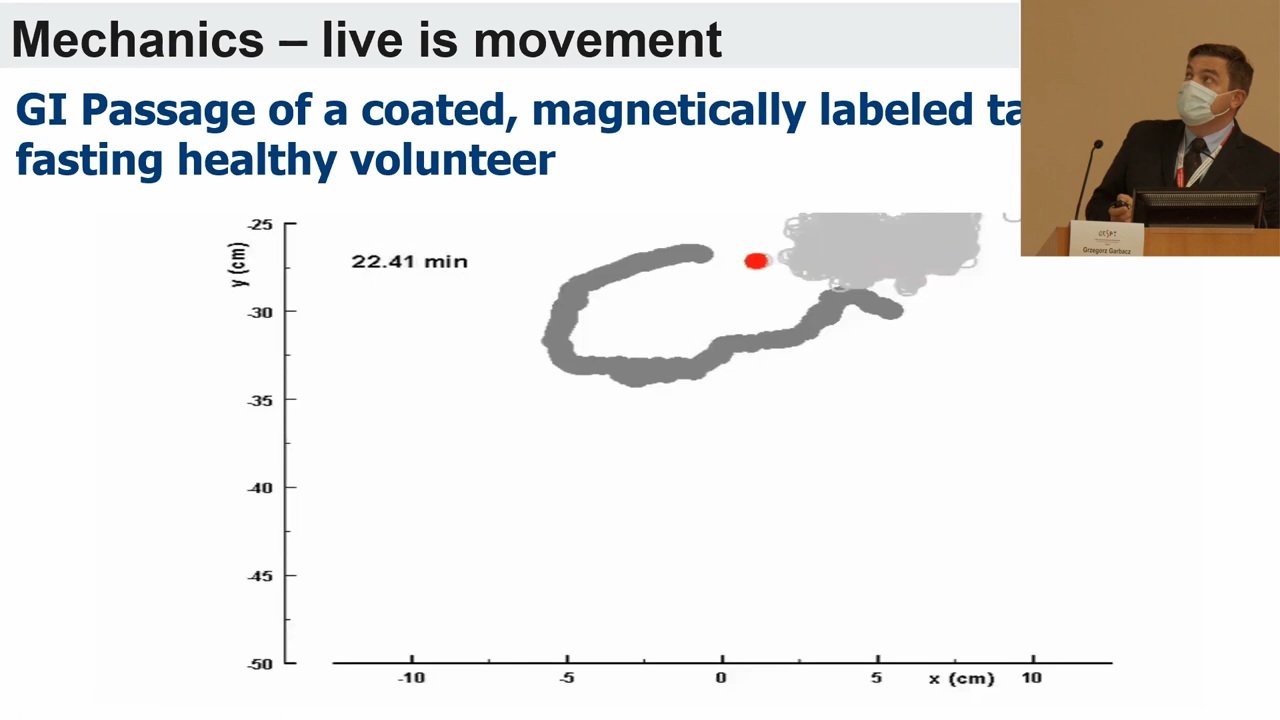 Mechanics – live is movement
GI Passage of a coated, magnetically labeled ta
fasting healthy volunteer
-25
y (cm)
22.41 min
-30
-35
-40
-45
-50
-10
-5
0
5
x (cm)
10
Grzegorz Garbacz